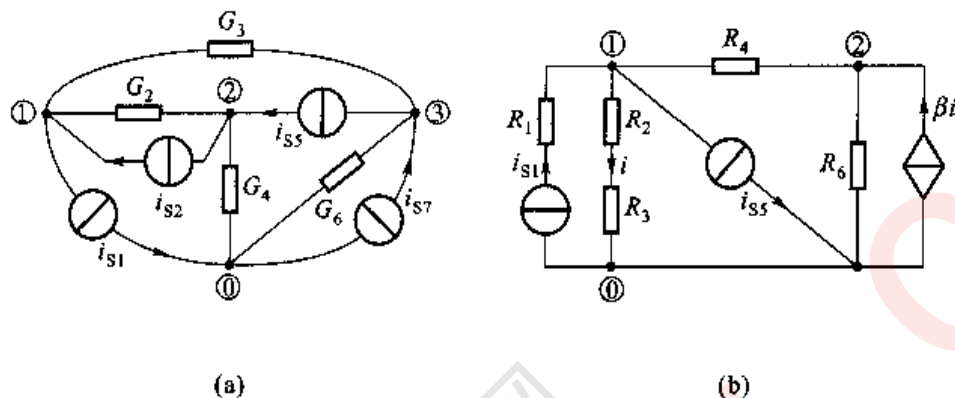 G3
①
G2
②
iS5
③
iS2
G4
G6
iS7
iS1
⓪
(a)
①
R4
②
R1
R2
iS1
i
R3
iS5
R6
βi
⓪
(b)